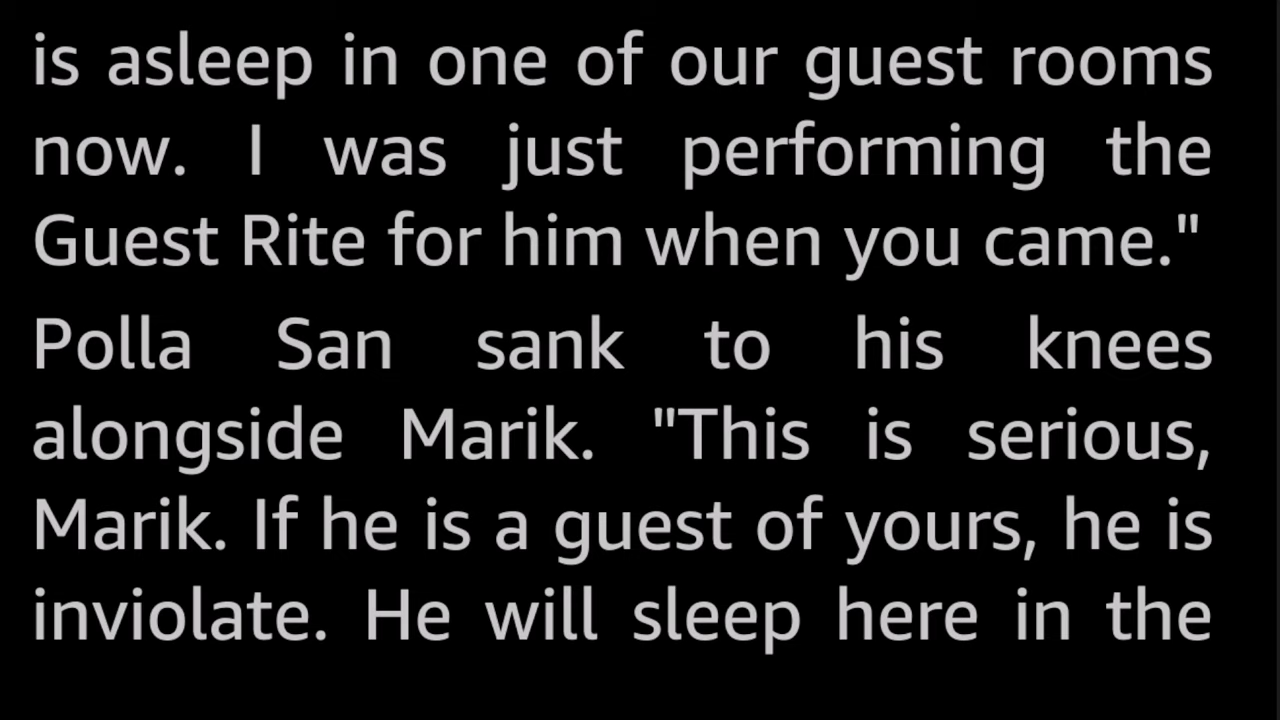 is asleep in one of our guest rooms
now. I was just performing the
Guest Rite for him when you came."
Polla San sank to his knees
alongside Marik. "This is serious,
Marik. If he is a guest of yours, he is
inviolate. He will sleep here in the